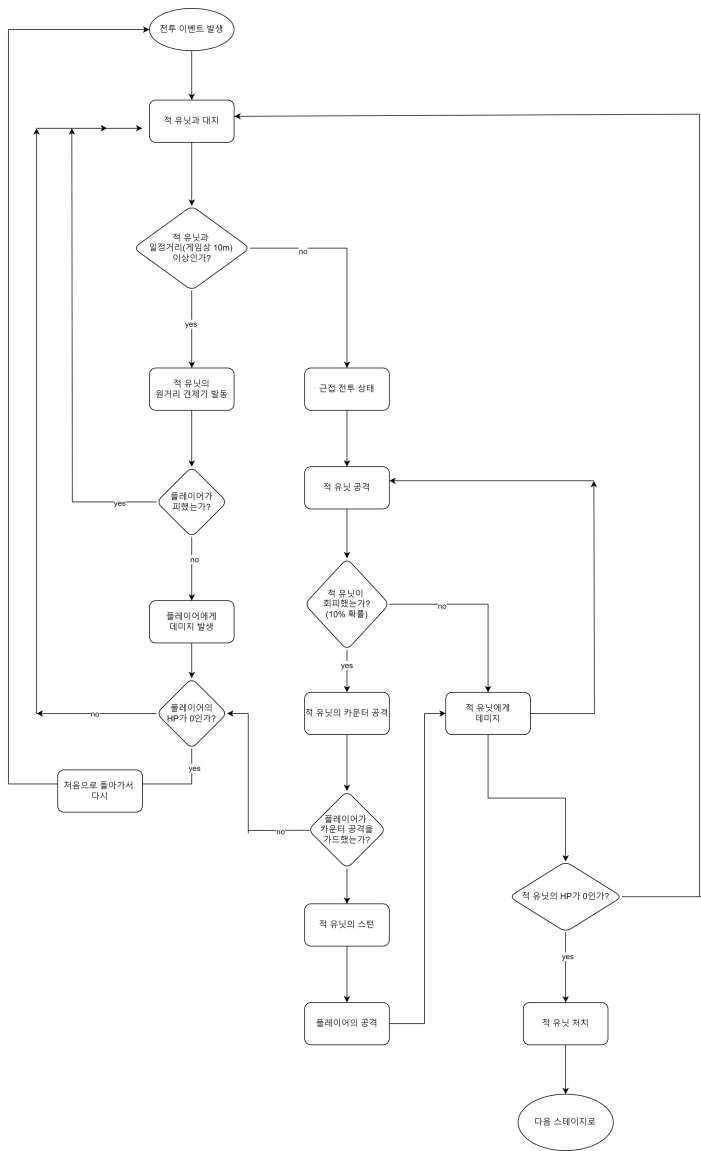 전투 이벤트 발생
적 유닛과 대치
적 유닛과
일정거리(게임상 10m)
이상인가?
no
yes
적 유닛의
원거리 견제기 발동
근접 전투 상태
플레이어가
피했는가?
yes
적 유닛 공격
no
적 유닛이
회피했는가?
(10% 확률)
no
플레이어에게
데미지 발생
yes
플레이어의
HP가 0인가?
no
적 유닛의 카운터 공격
적 유닛에게
데미지
yes
처음으로 돌마가서
다시
플레이어가
카운터 공격을
가드했는가?
no
적 유닛의 HP가 0인가?
적 유닛의 스턴
yes
플레이어의 공격
적 유닛 처치
다음 스테이지로